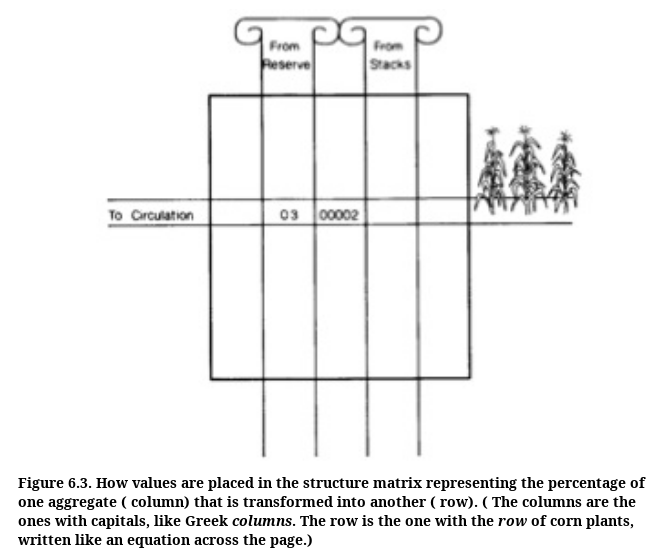 From
Reserve
From
Stacks
To Circulation
03
00002
Figure 6.3. How values are placed in the structure matrix representing the percentage of
one aggregate ( column) that is transformed into another ( row). ( The columns are the
ones with capitals, like Greek columns. The row is the one with the row of corn plants,
written like an equation across the page.)